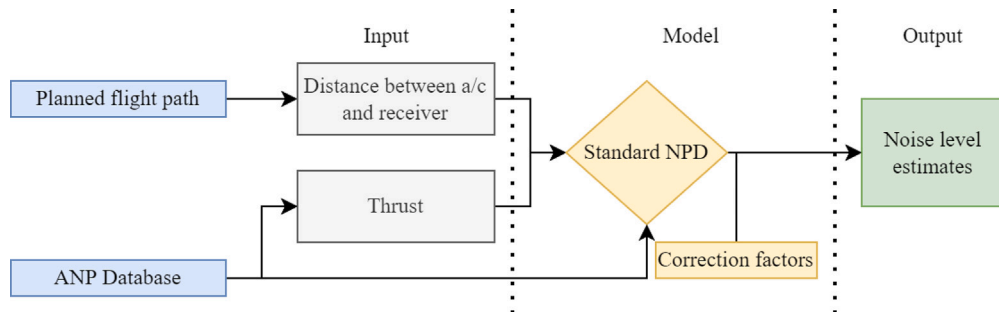 Input
Model
Output
Planned flight path
Distance between a/c
and receiver
Standard NPD
Noise level
estimates
Thrust
ANP Database
Correction factors